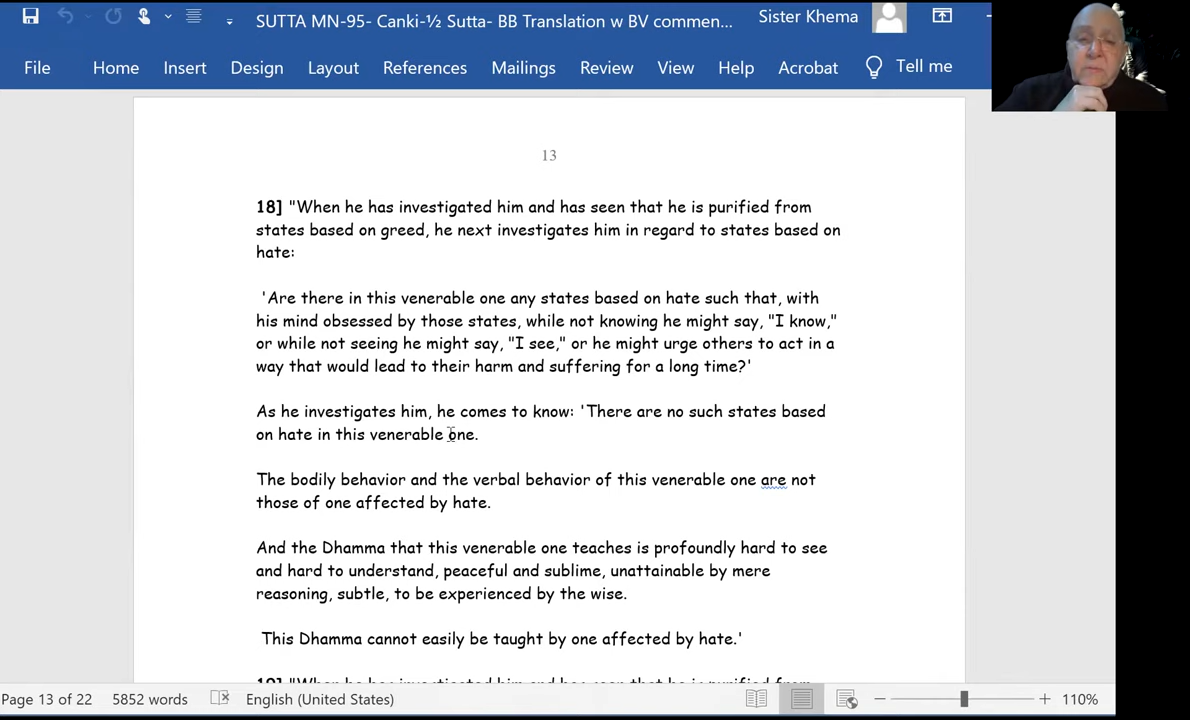 SUTTA MN-95- Canki-½ Sutta- BB Translation w BV commen...
Sister Khema
File Home Insert Design Layout References Mailings Review View Help Acrobat Tell me
13
18] "When he has investigated him and has seen that he is purified from
states based on greed, he next investigates him in regard to states based on
hate:
'Are there in this venerable one any states based on hate such that, with
his mind obsessed by those states, while not knowing he might say, "I know,"
or while not seeing he might say, "I see," or he might urge others to act in a
way that would lead to their harm and suffering for a long time?'
As he investigates him, he comes to know: 'There are no such states based
on hate in this venerable one.
The bodily behavior and the verbal behavior of this venerable one are not
those of one affected by hate.
And the Dhamma that this venerable one teaches is profoundly hard to see
and hard to understand, peaceful and sublime, unattainable by mere
reasoning, subtle, to be experienced by the wise.
This Dhamma cannot easily be taught by one affected by hate.'
Page 13 of 22 5852 words English (United States) 110%